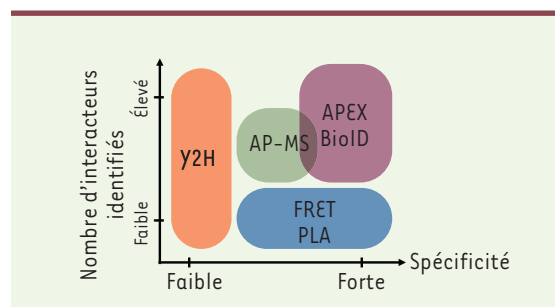 Nombre d'interacteurs
identifiés
Élevé
Faible
Y2H
AP-MS
APEX
BioID
FRET
PLA
Spécificité
Faible
Forte